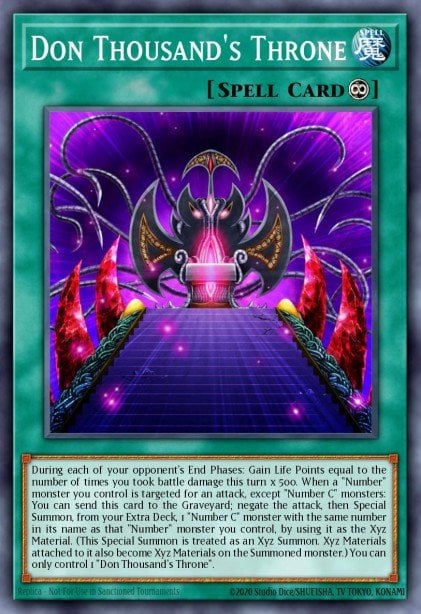 DON THOUSAND'S THRONE
SPELL
魔
[SPELL CARD]
During each of your opponent's End Phases: Gain Life Points equal to the
number of times you took battle damage this turn x 500. When a "Number"
monster you control is targeted for an attack, except "Number C" monsters:
You can send this card to the Graveyard; negate the attack, then Special
Summon, from your Extra Deck, 1 "Number C" monster with the same number
in its name as that "Number" monster you control, by using it as the Xyz
Material. (This Special Summon is treated as an Xyz Summon. Xyz Materials
attached to it also become Xyz Materials on the Summoned monster.) You can
only control 1 "Don Thousand's Throne".
Replica - Not For Use in Sanctioned Tournaments
©2020 Studio Dice/SHUEISHA, TV TOKYO, KONAMI